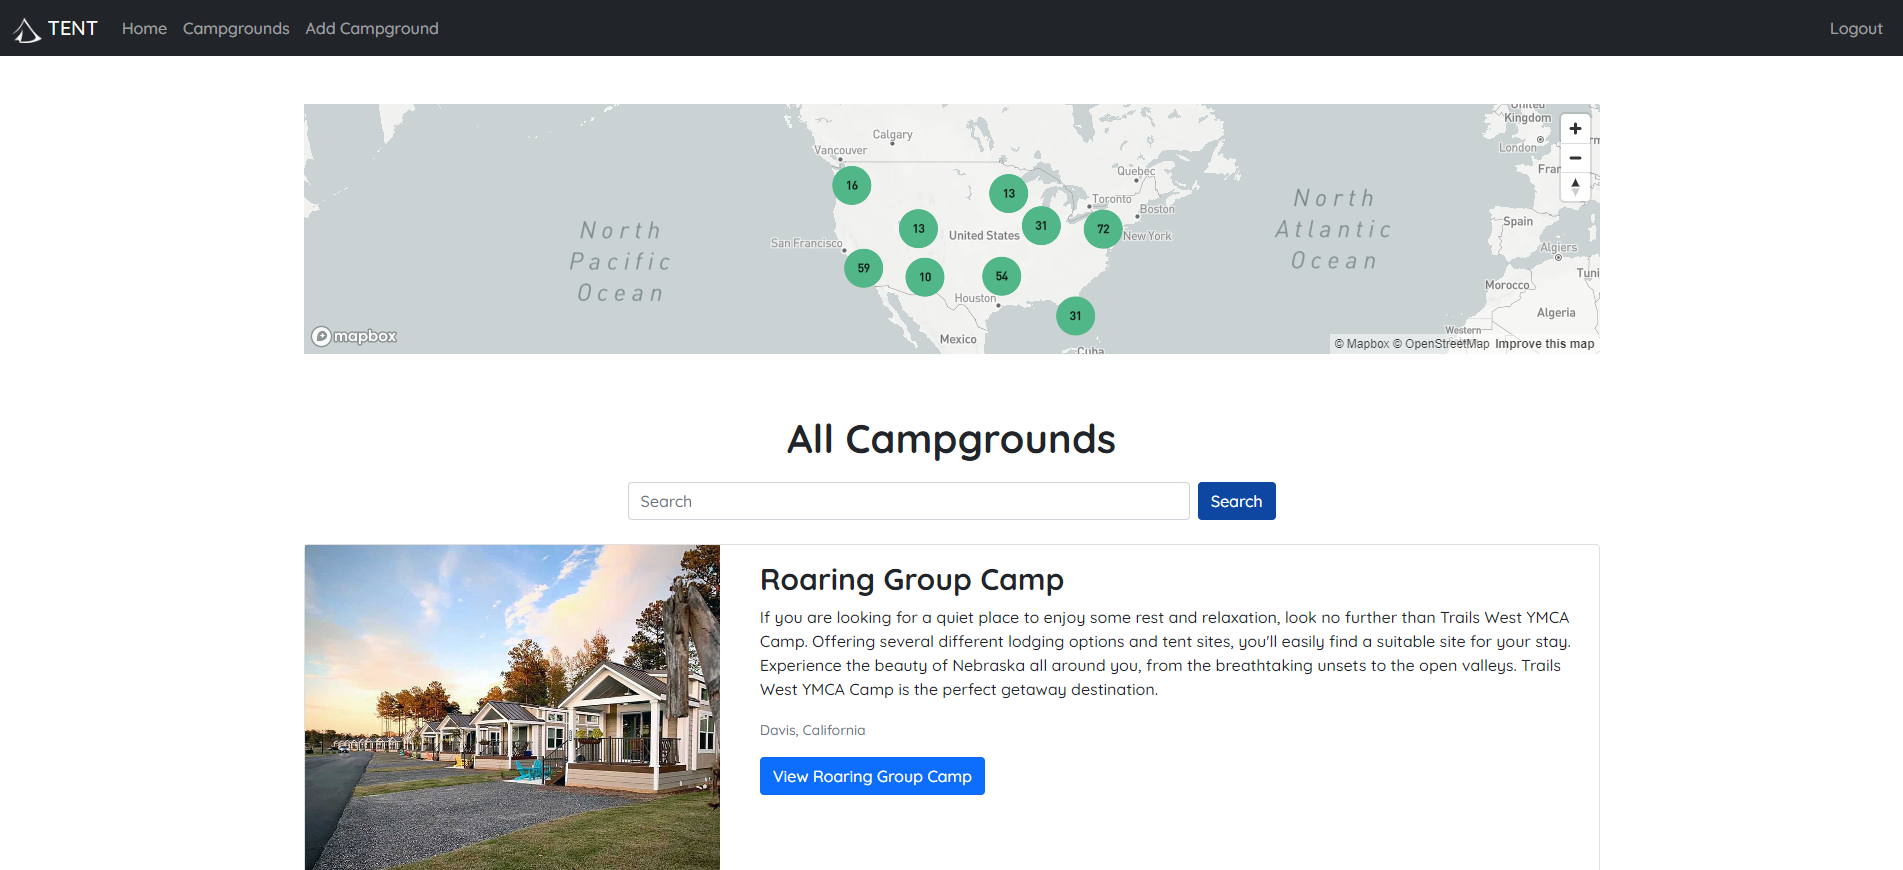 TENT Home Campgrounds Add Campground Logout
United Kingdom
Calgary
Vancouver
London
Quebec
Fran
16
13
Toronto
Boston
North Atlantic Ocean
North Pacific Ocean
13
United States
31
72
New York
Spain
San Francisco
Algiers
59
10
54
Tuni
Houston
Morocco
31
Algeria
Mexico
Western
Cuba
mapbox
© Mapbox © OpenStreetMap Improve this map
All Campgrounds
Search Search
Roaring Group Camp
If you are looking for a quiet place to enjoy some rest and relaxation, look no further than Trails West YMCA
Camp. Offering several different lodging options and tent sites, you'll easily find a suitable site for your stay.
Experience the beauty of Nebraska all around you, from the breathtaking unsets to the open valleys. Trails
West YMCA Camp is the perfect getaway destination.
Davis, California
View Roaring Group Camp